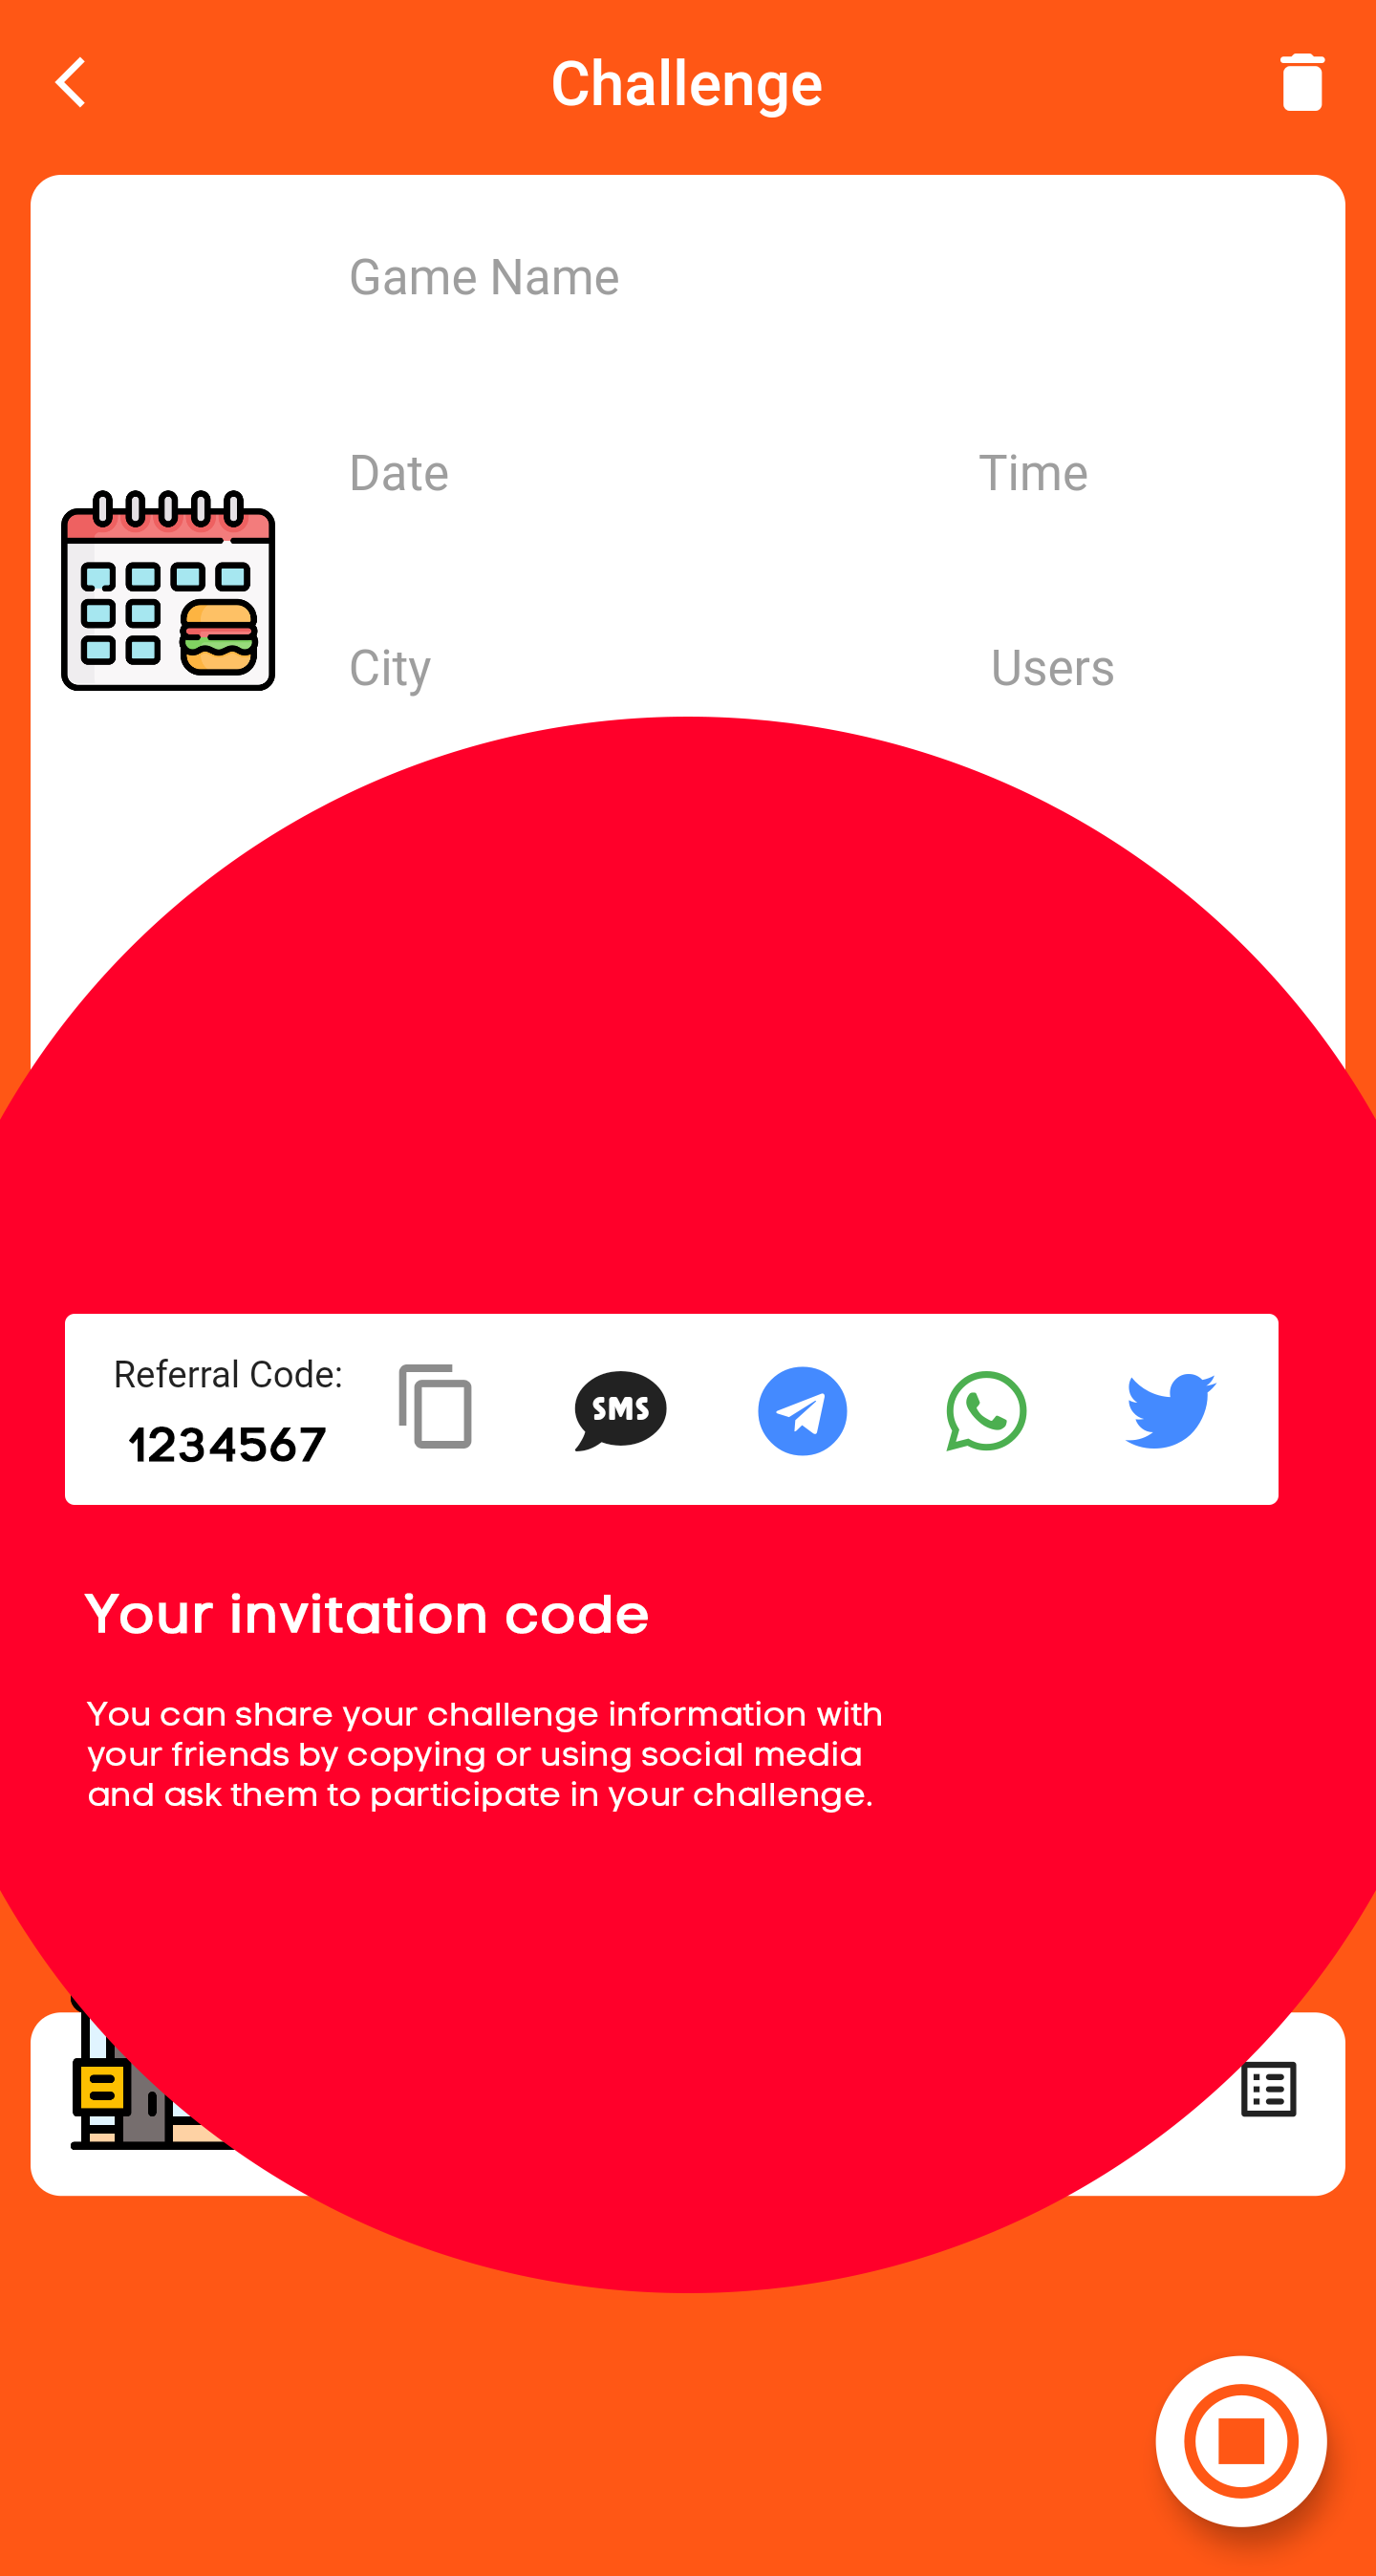 Challenge
Game Name
Date Time
City Users
Referral Code:
1234567
SMS
Your invitation code
You can share your challenge information with
your friends by copying or using social media
and ask them to participate in your challenge.